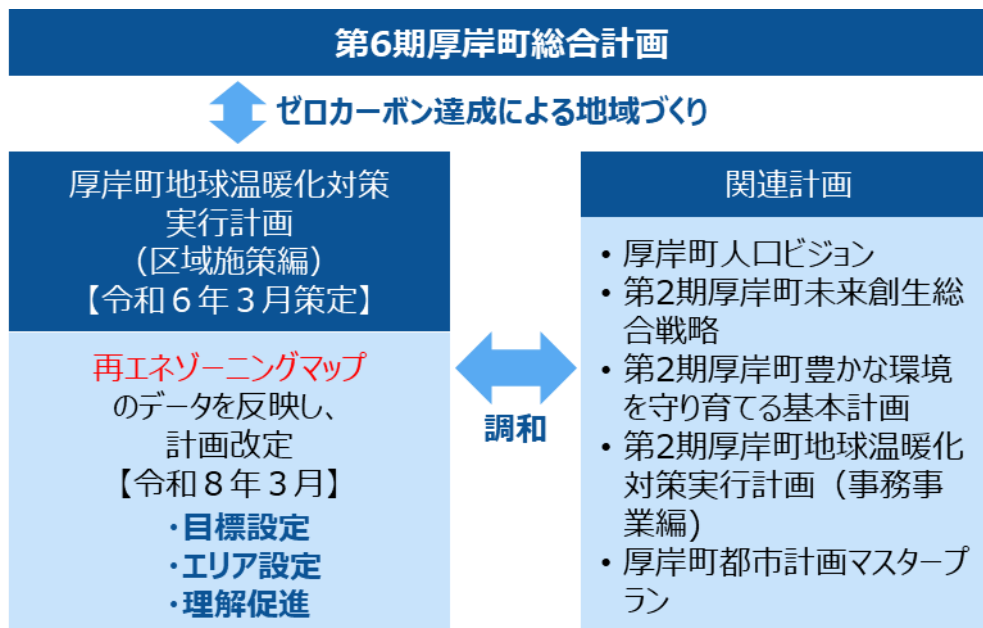 第6期厚岸町総合計画
ゼロカーボン達成による地域づくり
厚岸町地球温暖化対策
実行計画
（区域施策編）
【令和６年３月策定】
再エネゾーニングマップ
のデータを反映し、
計画改定
【令和８年３月】
・目標設定
・エリア設定
・理解促進
調和
関連計画
• 厚岸町人口ビジョン
• 第2期厚岸町未来創生総
合戦略
• 第2期厚岸町豊かな環境
を守り育てる基本計画
• 第2期厚岸町地球温暖化
対策実行計画（事務事
業編)
• 厚岸町都市計画マスタープ
ラン